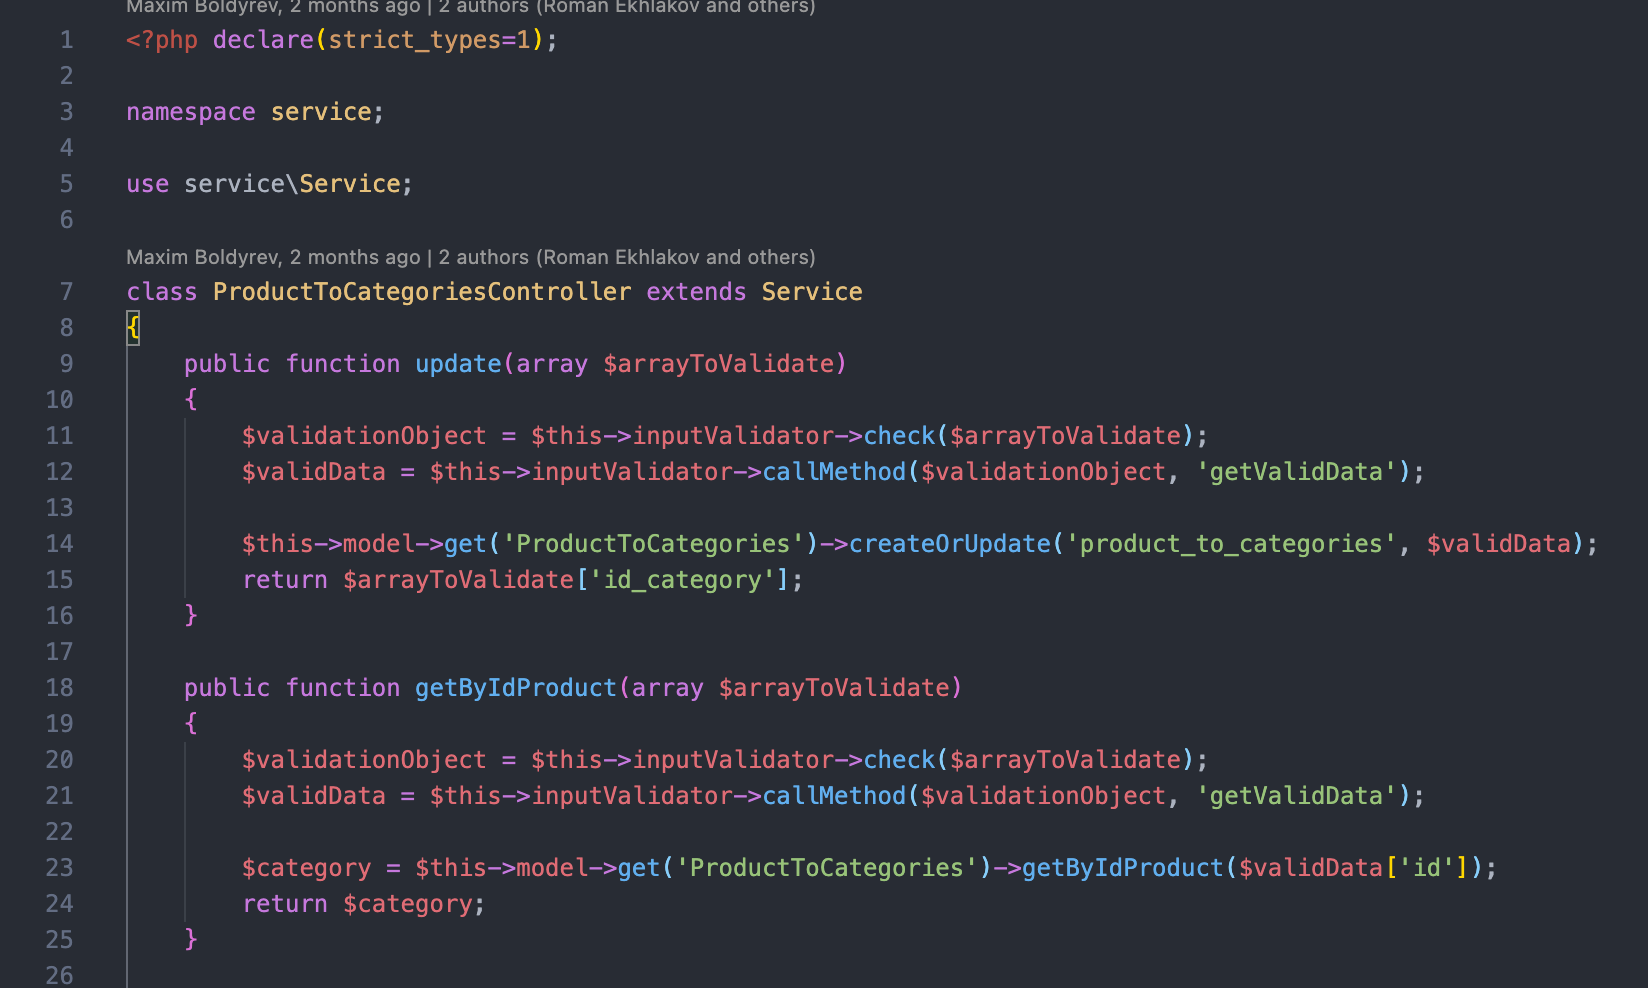 Maxim Boldyrev, 2 months ago | 2 authors (Roman Ekhlakov and others)
1 <?php declare(strict_types=1);
2
3 namespace service;
4
5 use service\Service;
6
Maxim Boldyrev, 2 months ago | 2 authors (Roman Ekhlakov and others)
7 class ProductToCategoriesController extends Service
8 {
9     public function update(array $arrayToValidate)
10     {
11         $validationObject = $this->inputValidator->check($arrayToValidate);
12         $validData = $this->inputValidator->callMethod($validationObject, 'getValidData');
13
14         $this->model->get('ProductToCategories')->createOrUpdate('product_to_categories', $validData);
15         return $arrayToValidate['id_category'];
16     }
17
18     public function getByIdProduct(array $arrayToValidate)
19     {
20         $validationObject = $this->inputValidator->check($arrayToValidate);
21         $validData = $this->inputValidator->callMethod($validationObject, 'getValidData');
22
23         $category = $this->model->get('ProductToCategories')->getByIdProduct($validData['id']);
24         return $category;
25     }
26